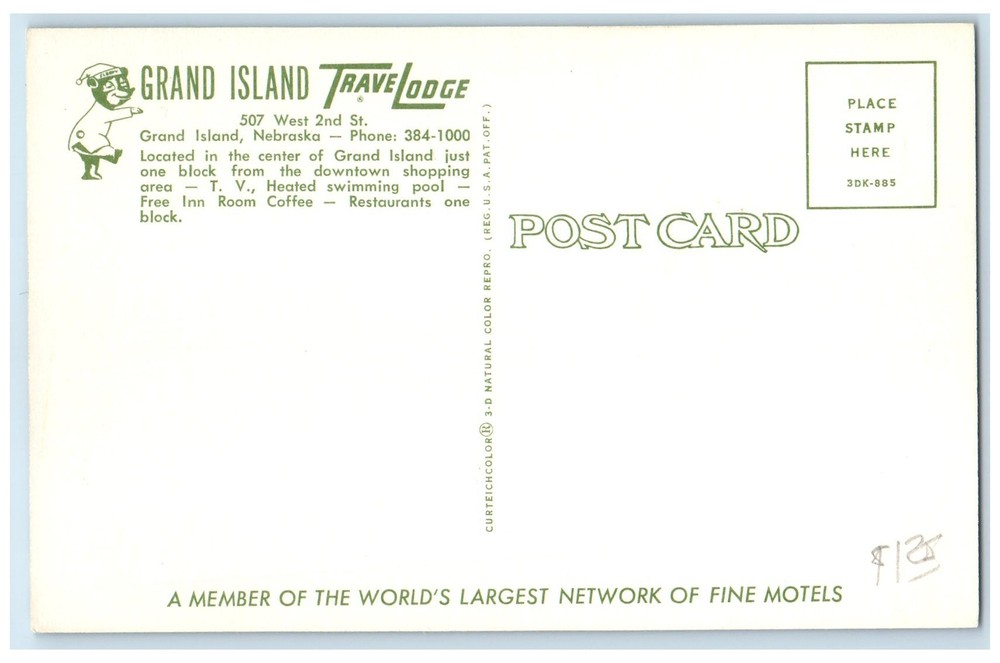 GRAND ISLAND TRAVELODGE ®
507 West 2nd St.
Grand Island, Nebraska — Phone: 384-1000
Located in the center of Grand Island just
one block from the downtown shopping
area — T. V., Heated swimming pool —
Free Inn Room Coffee — Restaurants one
block.
CURTEICHCOLOR® 3-D NATURAL COLOR REPRO. (REG. U.S.A. PAT. OFF.)
POST CARD
PLACE
STAMP
HERE
3DK-885
$125
A MEMBER OF THE WORLD'S LARGEST NETWORK OF FINE MOTELS